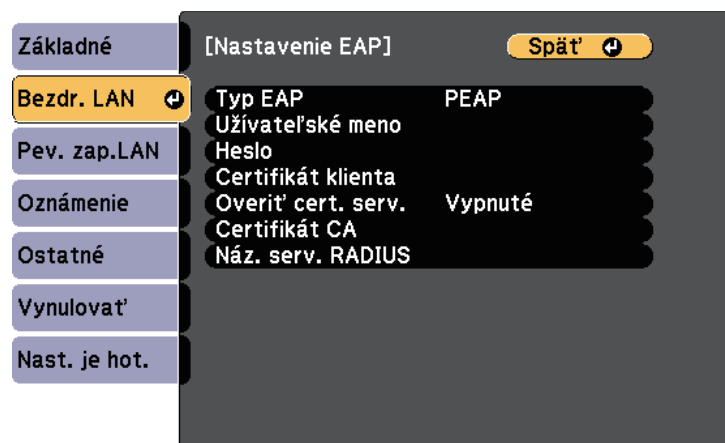 Základné
Bezdr. LAN
Pev. zap.LAN
Oznámenie
Ostatné
Vynulovať
Nast. je hot.
[Nastavenie EAP] Späť
Typ EAP PEAP
Užívateľské meno
Heslo
Certifikát klienta
Overiť cert. serv. Vypnuté
Certifikát CA
Náz. serv. RADIUS